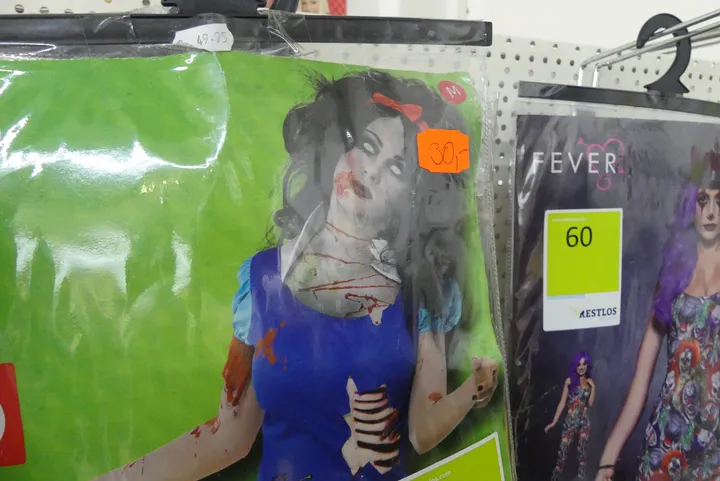 49.95
M
30,-
FEVER
60
RESTLOS